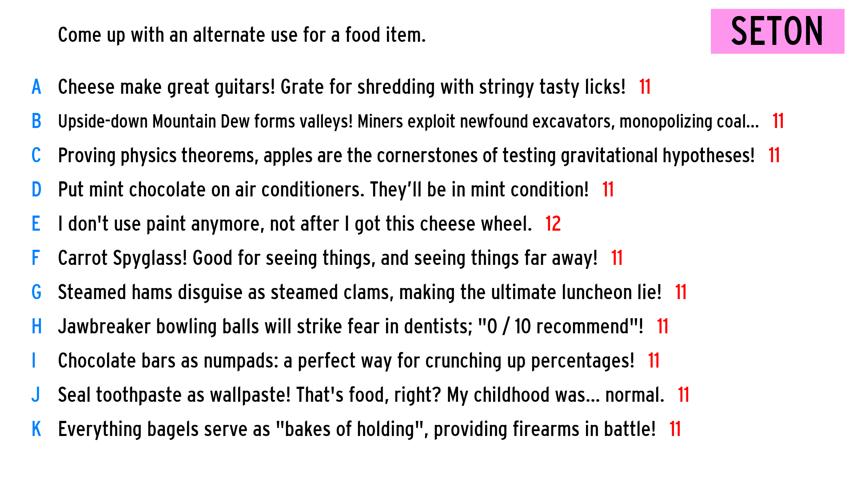 Come up with an alternate use for a food item.
SETON
A Cheese make great guitars! Grate for shredding with stringy tasty licks! 11
B Upside-down Mountain Dew forms valleys! Miners exploit newfound excavators, monopolizing coal... 11
C Proving physics theorems, apples are the cornerstones of testing gravitational hypotheses! 11
D Put mint chocolate on air conditioners. They'll be in mint condition! 11
E I don't use paint anymore, not after I got this cheese wheel. 12
F Carrot Spyglass! Good for seeing things, and seeing things far away! 11
G Steamed hams disguise as steamed clams, making the ultimate luncheon lie! 11
H Jawbreaker bowling balls will strike fear in dentists; "0 / 10 recommend"! 11
I Chocolate bars as numpads: a perfect way for crunching up percentages! 11
J Seal toothpaste as wallpaste! That's food, right? My childhood was... normal. 11
K Everything bagels serve as "bakes of holding", providing firearms in battle! 11